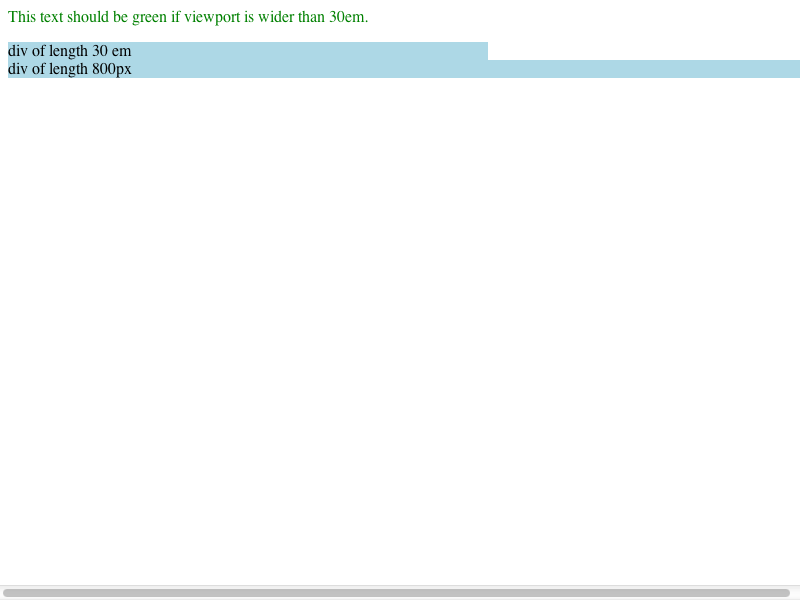 This text should be green if viewport is wider than 30em.
div of length 30 em
div of length 800px